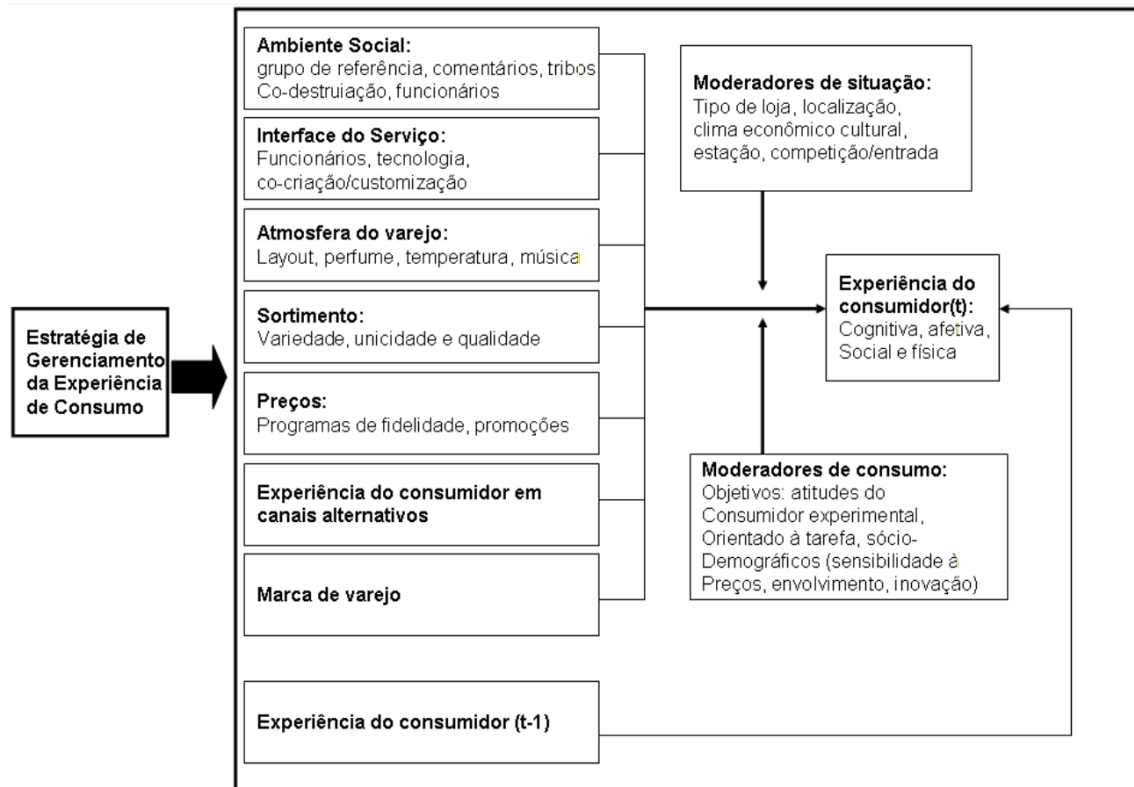 Estratégia de
Gerenciamento
da Experiência
de Consumo
Ambiente Social:
grupo de referência, comentários, tribos
Co-destruiação, funcionários
Interface do Serviço:
Funcionários, tecnologia,
co-criação/customização
Atmosfera do varejo:
Layout, perfume, temperatura, música
Sortimento:
Variedade, unicidade e qualidade
Preços:
Programas de fidelidade, promoções
Experiência do consumidor em
canais alternativos
Marca de varejo
Experiência do consumidor (t-1)
Moderadores de situação:
Tipo de loja, localização,
clima econômico cultural,
estação, competição/entrada
Experiência do
consumidor(t):
Cognitiva, afetiva,
Social e física
Moderadores de consumo:
Objetivos: atitudes do
Consumidor experimental,
Orientado à tarefa, sócio-
Demográficos (sensibilidade à
Preços, envolvimento, inovação)